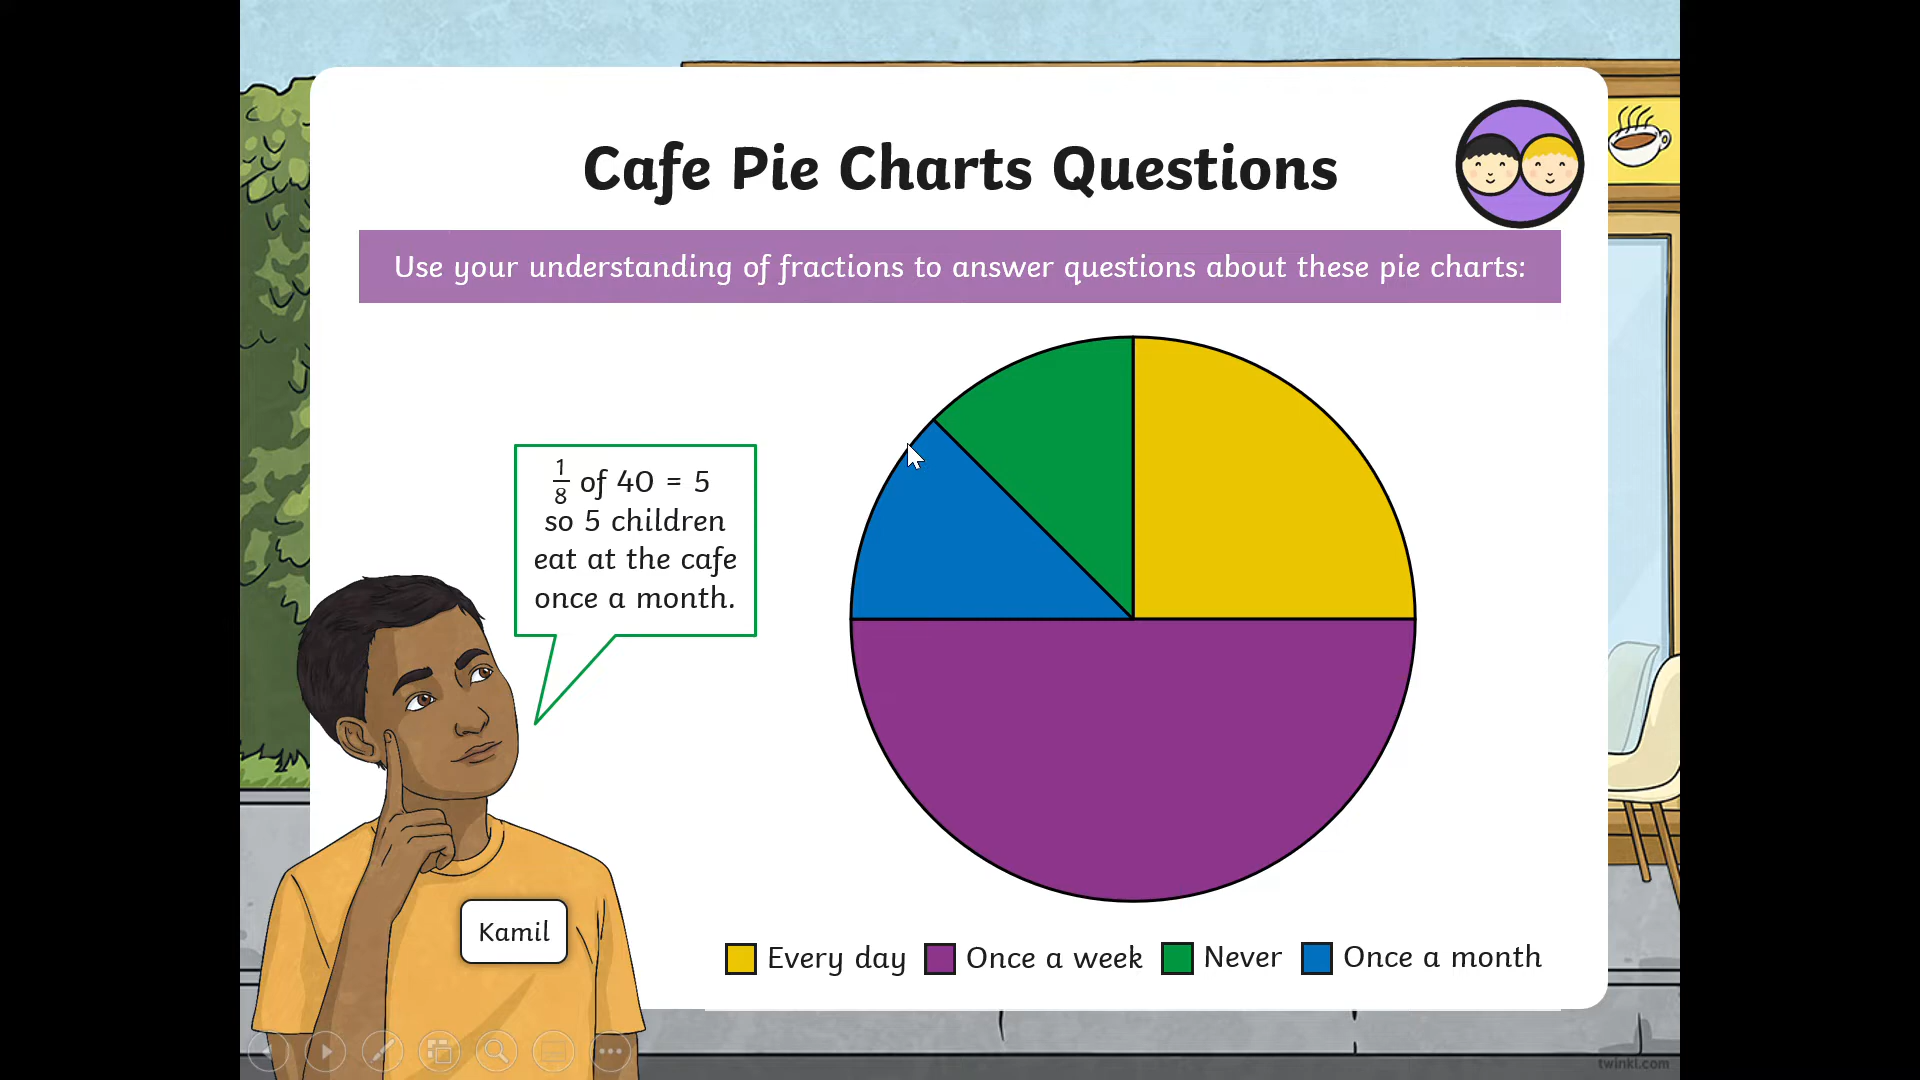 Cafe Pie Charts Questions
Use your understanding of fractions to answer questions about these pie charts:
1/8 of 40 = 5
so 5 children
eat at the cafe
once a month.
Kamil
Every day Once a week Never Once a month
twinkl.com